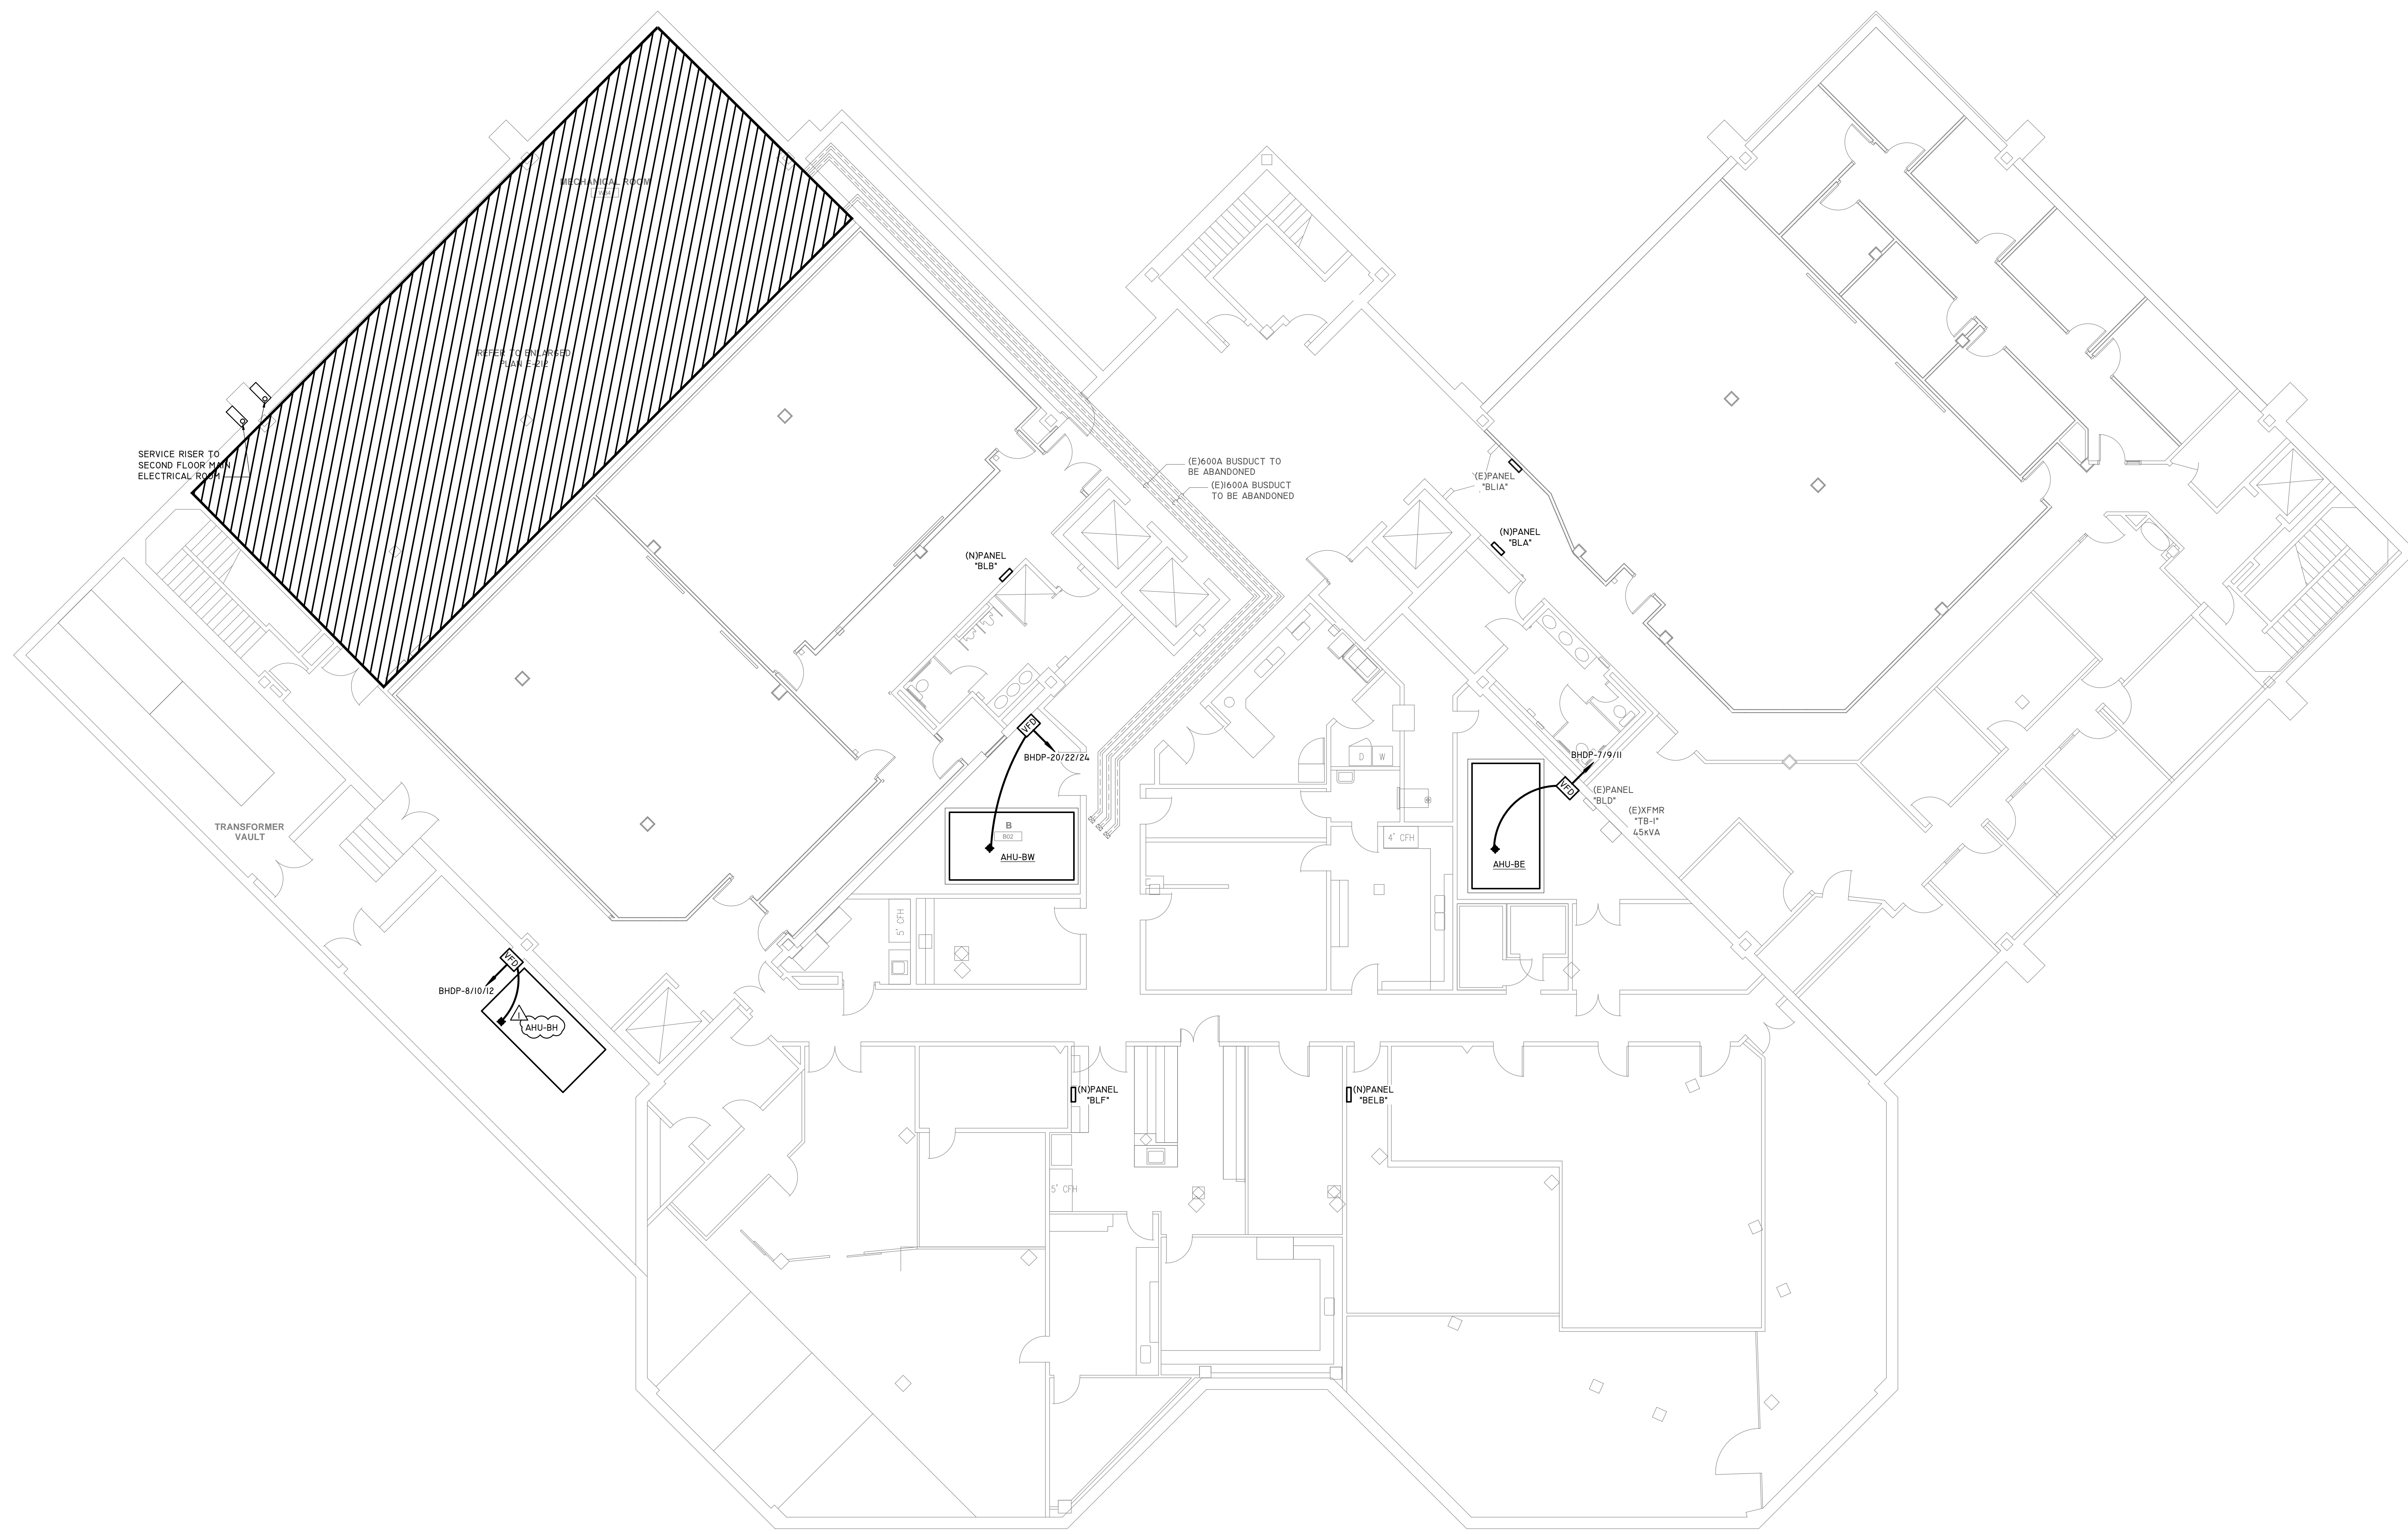 MECHANICAL ROOM
REFER TO ENLARGED
PLAN E-212
SERVICE RISER TO
SECOND FLOOR MAIN
ELECTRICAL ROOM
(E)600A BUSDUCT TO
BE ABANDONED
(E)1600A BUSDUCT
TO BE ABANDONED
(E)PANEL
"BL1A"
(N)PANEL
"BLA"
(N)PANEL
"BLB"
VFD
BHDP-20/22/24
D
W
BHDP-7/9/11
VFD
(E)PANEL
"BLD"
(E)XFMR
"TB-1"
45KVA
TRANSFORMER
VAULT
B
B02
AHU-BW
4' CFH
AHU-BE
5' CFH
VFD
BHDP-8/10/12
1
AHU-BH
(N)PANEL
"BLF"
(N)PANEL
"BELB"
5' CFH